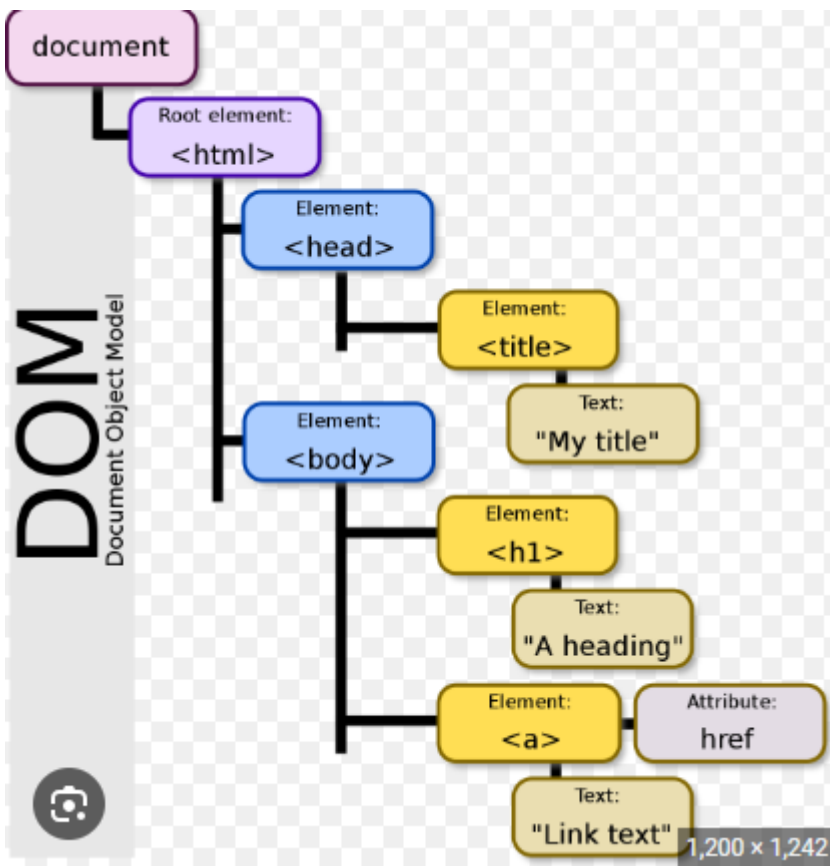 document
Root element:
<html>
Element:
<head>
Element:
<title>
Text:
"My title"
Element:
<body>
Element:
<h1>
Text:
"A heading"
Element:
<a>
Attribute:
href
Text:
"Link text"
DOM
Document Object Model
1,200 × 1,242